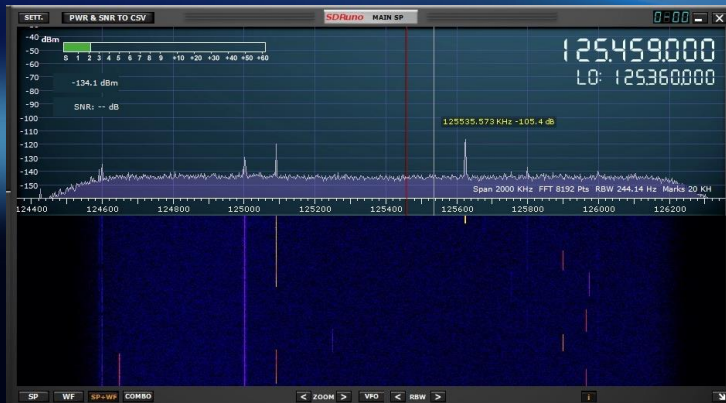 SETT. PWR & SNR TO CSV SDRuno MAIN SP 0-00
dBm
-40
-50
-60
-70
-80
-90
-100
-110
-120
-130
-140
-150
S 1 2 3 4 5 6 7 8 9 +10 +20 +30 +40 +50 +60
125.459.000
LO: 125.360.000
-134.1 dBm
SNR: -- dB
125535.573 KHz -105.4 dB
Span 2000 KHz FFT 8192 Pts RBW 244.14 Hz Marks 20 KH
124400 124600 124800 125000 125200 125400 125600 125800 126000 126200
SP WF SP+WF COMBO < ZOOM > VFO < RBW > i